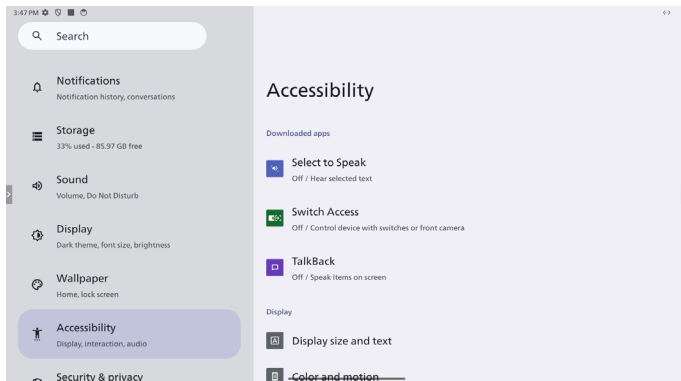 3:47 PM
Search
Notifications
Notification history, conversations
Storage
33% used - 85.97 GB free
Sound
Volume, Do Not Disturb
Display
Dark theme, font size, brightness
Wallpaper
Home, lock screen
Accessibility
Display, interaction, audio
Security & privacy
Accessibility
Downloaded apps
Select to Speak
Off / Hear selected text
Switch Access
Off / Control device with switches or front camera
TalkBack
Off / Speak items on screen
Display
Display size and text
Color and motion